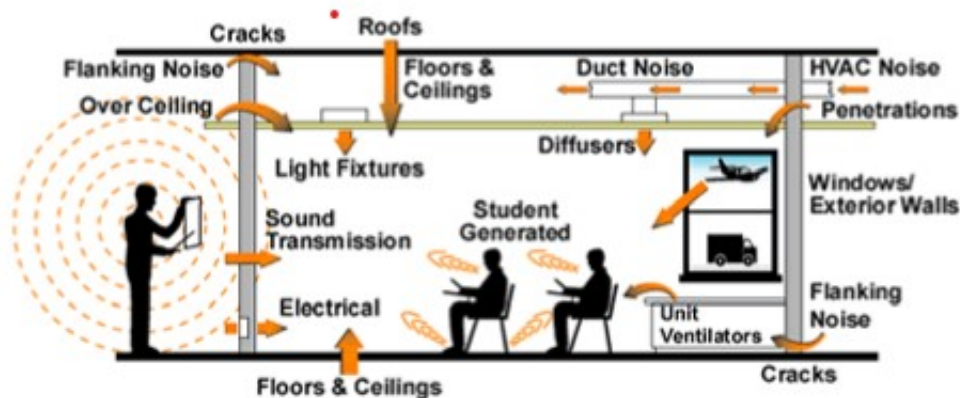 Cracks
Roofs
Flanking Noise
Floors &
Ceilings
Duct Noise
HVAC Noise
Over Ceiling
Penetrations
Light Fixtures
Diffusers
Windows/
Exterior Walls
Sound
Transmission
Student
Generated
Electrical
Unit
Ventilators
Flanking
Noise
Floors & Ceilings
Cracks